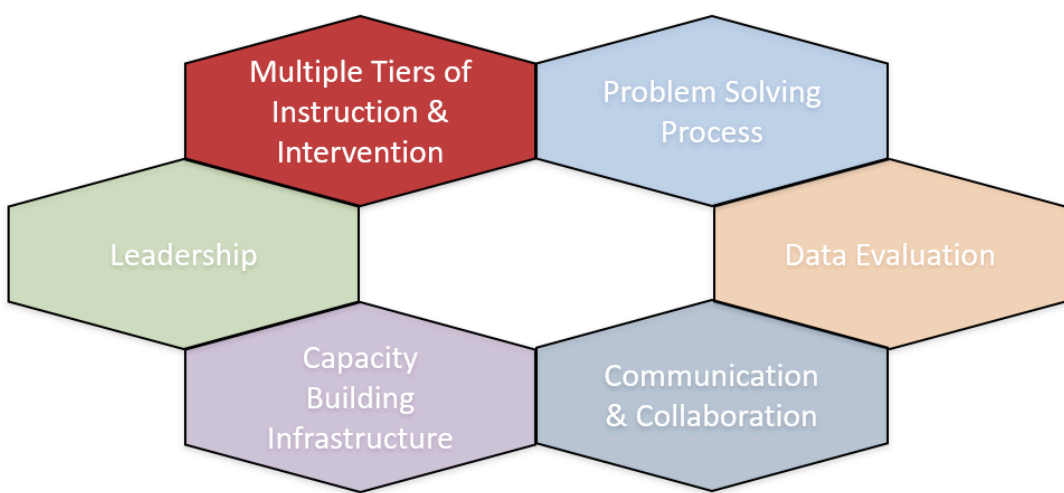 Multiple Tiers of
Instruction &
Intervention
Problem Solving
Process
Leadership
Data Evaluation
Capacity
Building
Infrastructure
Communication
& Collaboration